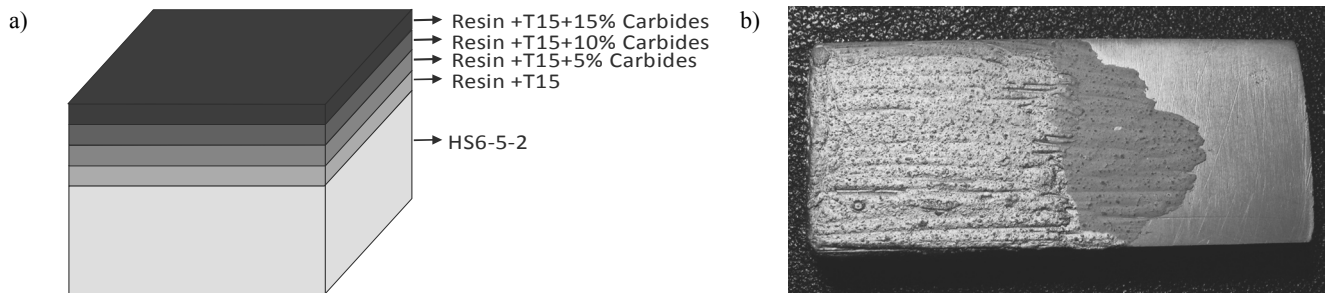 a)
Resin +T15+15% Carbides
Resin +T15+10% Carbides
Resin +T15+5% Carbides
Resin +T15
HS6-5-2
b)